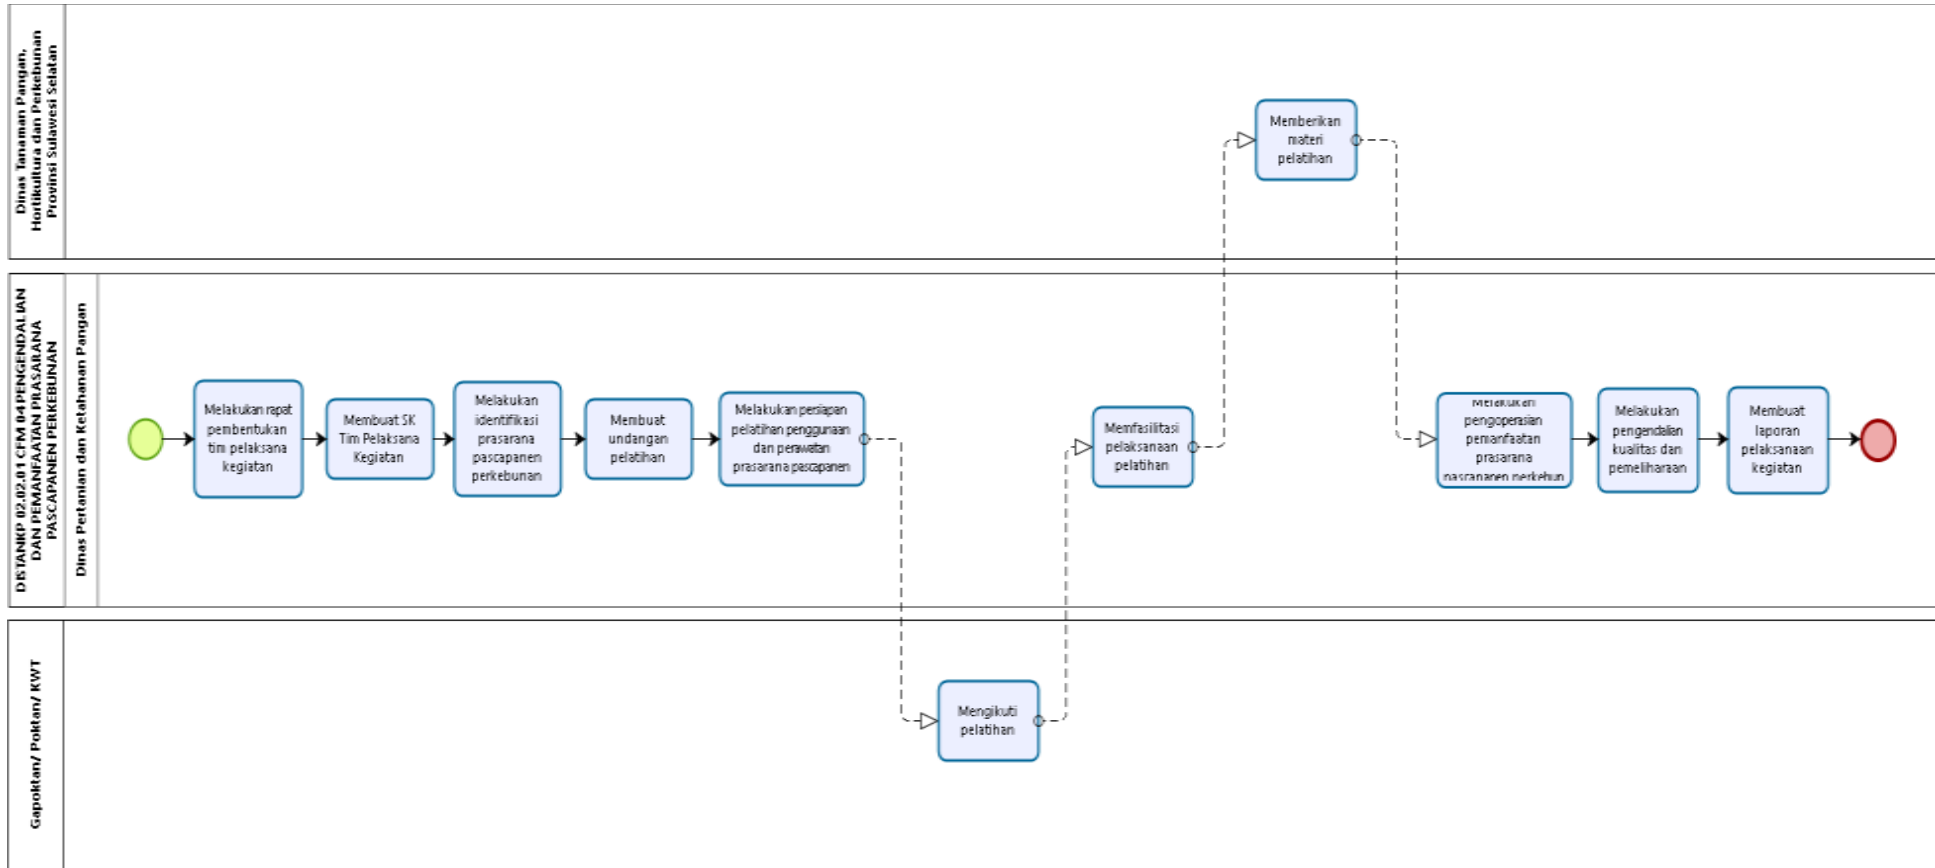 Dinas Tanaman Pangan,
Hortikultura dan Perkebunan
Provinsi Sulawesi Selatan
Memberikan
materi
pelatihan
DISTANKP 02.02.01 CFM 04 PENGENDALIAN
DAN PEMANFAATAN PRASARANA
PASCAPANEN PERKEBUNAN
Dinas Pertanian dan Ketahanan Pangan
Melakukan rapat
pembentukan
tim pelaksana
kegiatan
Membuat SK
Tim Pelaksana
Kegiatan
Melakukan
identifikasi
prasarana
pascapanen
perkebunan
Membuat
undangan
pelatihan
Melakukan persiapan
pelatihan penggunaan
dan perawatan
prasarana pascapanen
Memfasilitasi
pelaksanaan
pelatihan
Melakukan
pengoperasian
pemanfaatan
prasarana
pascapanen perkebun
Melakukan
pengendalian
kualitas dan
pemeliharaan
Membuat
laporan
pelaksanaan
kegiatan
Gapoktan/ Poktan/ KWT
Mengikuti
pelatihan